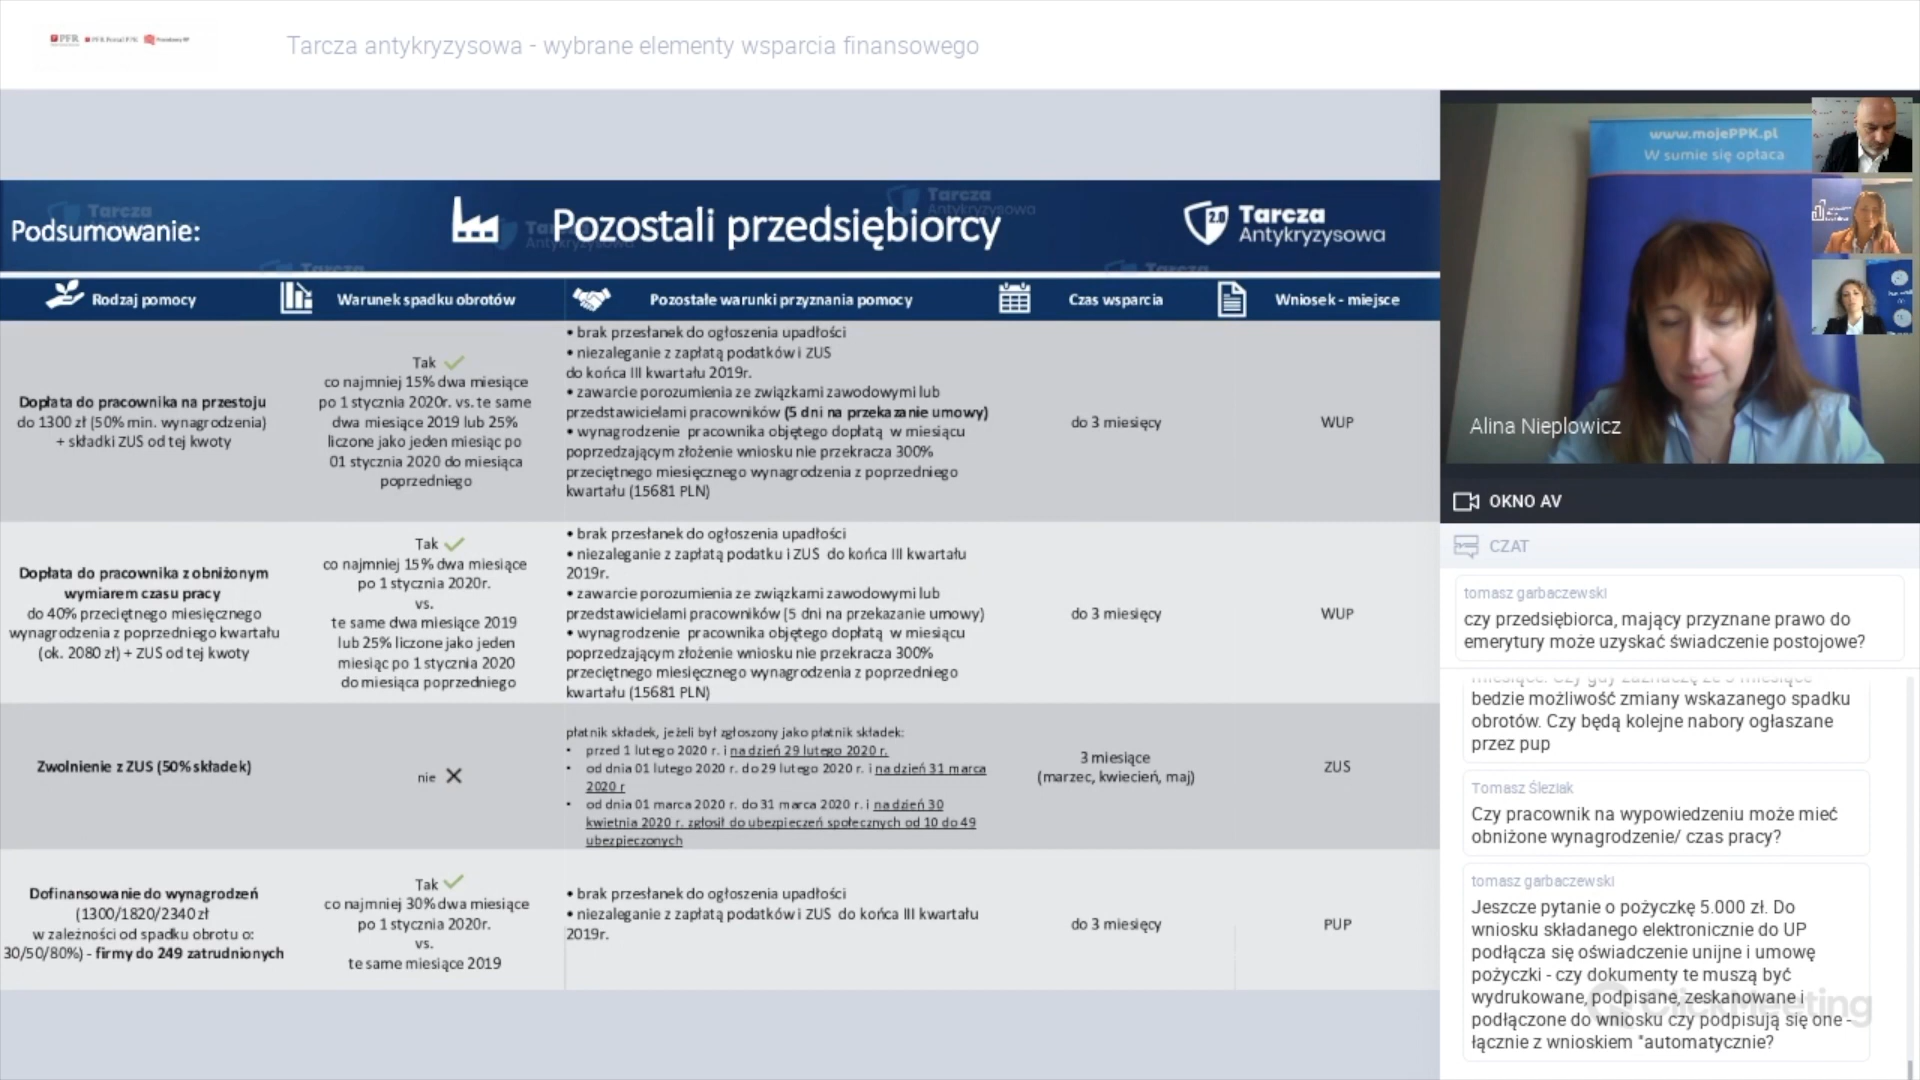 PFR
PFR Portal PPK
Tarcza antykryzysowa - wybrane elementy wsparcia finansowego
Podsumowanie:
Pozostali przedsiębiorcy
2.0 Tarcza
Antykryzysowa
Rodzaj pomocy
Warunek spadku obrotów
Pozostałe warunki przyznania pomocy
Czas wsparcia
Wniosek - miejsce
Dopłata do pracownika na przestoju
do 1300 zł (50% min. wynagrodzenia)
+ składki ZUS od tej kwoty
Tak
co najmniej 15% dwa miesiące
po 1 stycznia 2020r. vs. te same
dwa miesiące 2019 lub 25%
liczone jako jeden miesiąc po
01 stycznia 2020 do miesiąca
poprzedniego
• brak przesłanek do ogłoszenia upadłości
• niezaleganie z zapłatą podatków i ZUS
do końca III kwartału 2019r.
• zawarcie porozumienia ze związkami zawodowymi lub
przedstawicielami pracowników (5 dni na przekazanie umowy)
• wynagrodzenie pracownika objętego dopłatą w miesiącu
poprzedzającym złożenie wniosku nie przekracza 300%
przeciętnego miesięcznego wynagrodzenia z poprzedniego
kwartału (15681 PLN)
do 3 miesięcy
WUP
Dopłata do pracownika z obniżonym
wymiarem czasu pracy
do 40% przeciętnego miesięcznego
wynagrodzenia z poprzedniego kwartału
(ok. 2080 zł) + ZUS od tej kwoty
Tak
co najmniej 15% dwa miesiące
po 1 stycznia 2020r.
vs.
te same dwa miesiące 2019
lub 25% liczone jako jeden
miesiąc po 1 stycznia 2020
do miesiąca poprzedniego
• brak przesłanek do ogłoszenia upadłości
• niezaleganie z zapłatą podatku i ZUS do końca III kwartału
2019r.
• zawarcie porozumienia ze związkami zawodowymi lub
przedstawicielami pracowników (5 dni na przekazanie umowy)
• wynagrodzenie pracownika objętego dopłatą w miesiącu
poprzedzającym złożenie wniosku nie przekracza 300%
przeciętnego miesięcznego wynagrodzenia z poprzedniego
kwartału (15681 PLN)
do 3 miesięcy
WUP
Zwolnienie z ZUS (50% składek)
nie
płatnik składek, jeżeli był zgłoszony jako płatnik składek:
• przed 1 lutego 2020 r. i na dzień 29 lutego 2020 r.
• od dnia 01 lutego 2020 r. do 29 lutego 2020 r. i na dzień 31 marca
2020 r
• od dnia 01 marca 2020 r. do 31 marca 2020 r. i na dzień 30
kwietnia 2020 r. zgłosił do ubezpieczeń społecznych od 10 do 49
ubezpieczonych
3 miesiące
(marzec, kwiecień, maj)
ZUS
Dofinansowanie do wynagrodzeń
(1300/1820/2340 zł
w zależności od spadku obrotu o:
30/50/80%) - firmy do 249 zatrudnionych
Tak
co najmniej 30% dwa miesiące
po 1 stycznia 2020r.
vs.
te same miesiące 2019
• brak przesłanek do ogłoszenia upadłości
• niezaleganie z zapłatą podatków i ZUS do końca III kwartału
2019r.
do 3 miesięcy
PUP
www.mojePPK.pl
W sumie się opłaca
Alina Nieplowicz
OKNO AV
CZAT
tomasz garbaczewski
czy przedsiębiorca, mający przyznane prawo do
emerytury może uzyskać świadczenie postojowe?
miesiące. Czy gdy zaznaczę że 3 miesiące
bedzie możliwość zmiany wskazanego spadku
obrotów. Czy będą kolejne nabory ogłaszane
przez pup
Tomasz Śleziak
Czy pracownik na wypowiedzeniu może mieć
obniżone wynagrodzenie/ czas pracy?
tomasz garbaczewski
Jeszcze pytanie o pożyczkę 5.000 zł. Do
wniosku składanego elektronicznie do UP
podłącza się oświadczenie unijne i umowę
pożyczki - czy dokumenty te muszą być
wydrukowane, podpisane, zeskanowane i
podłączone do wniosku czy podpisują się one -
łącznie z wnioskiem "automatycznie?
ClickMeeting